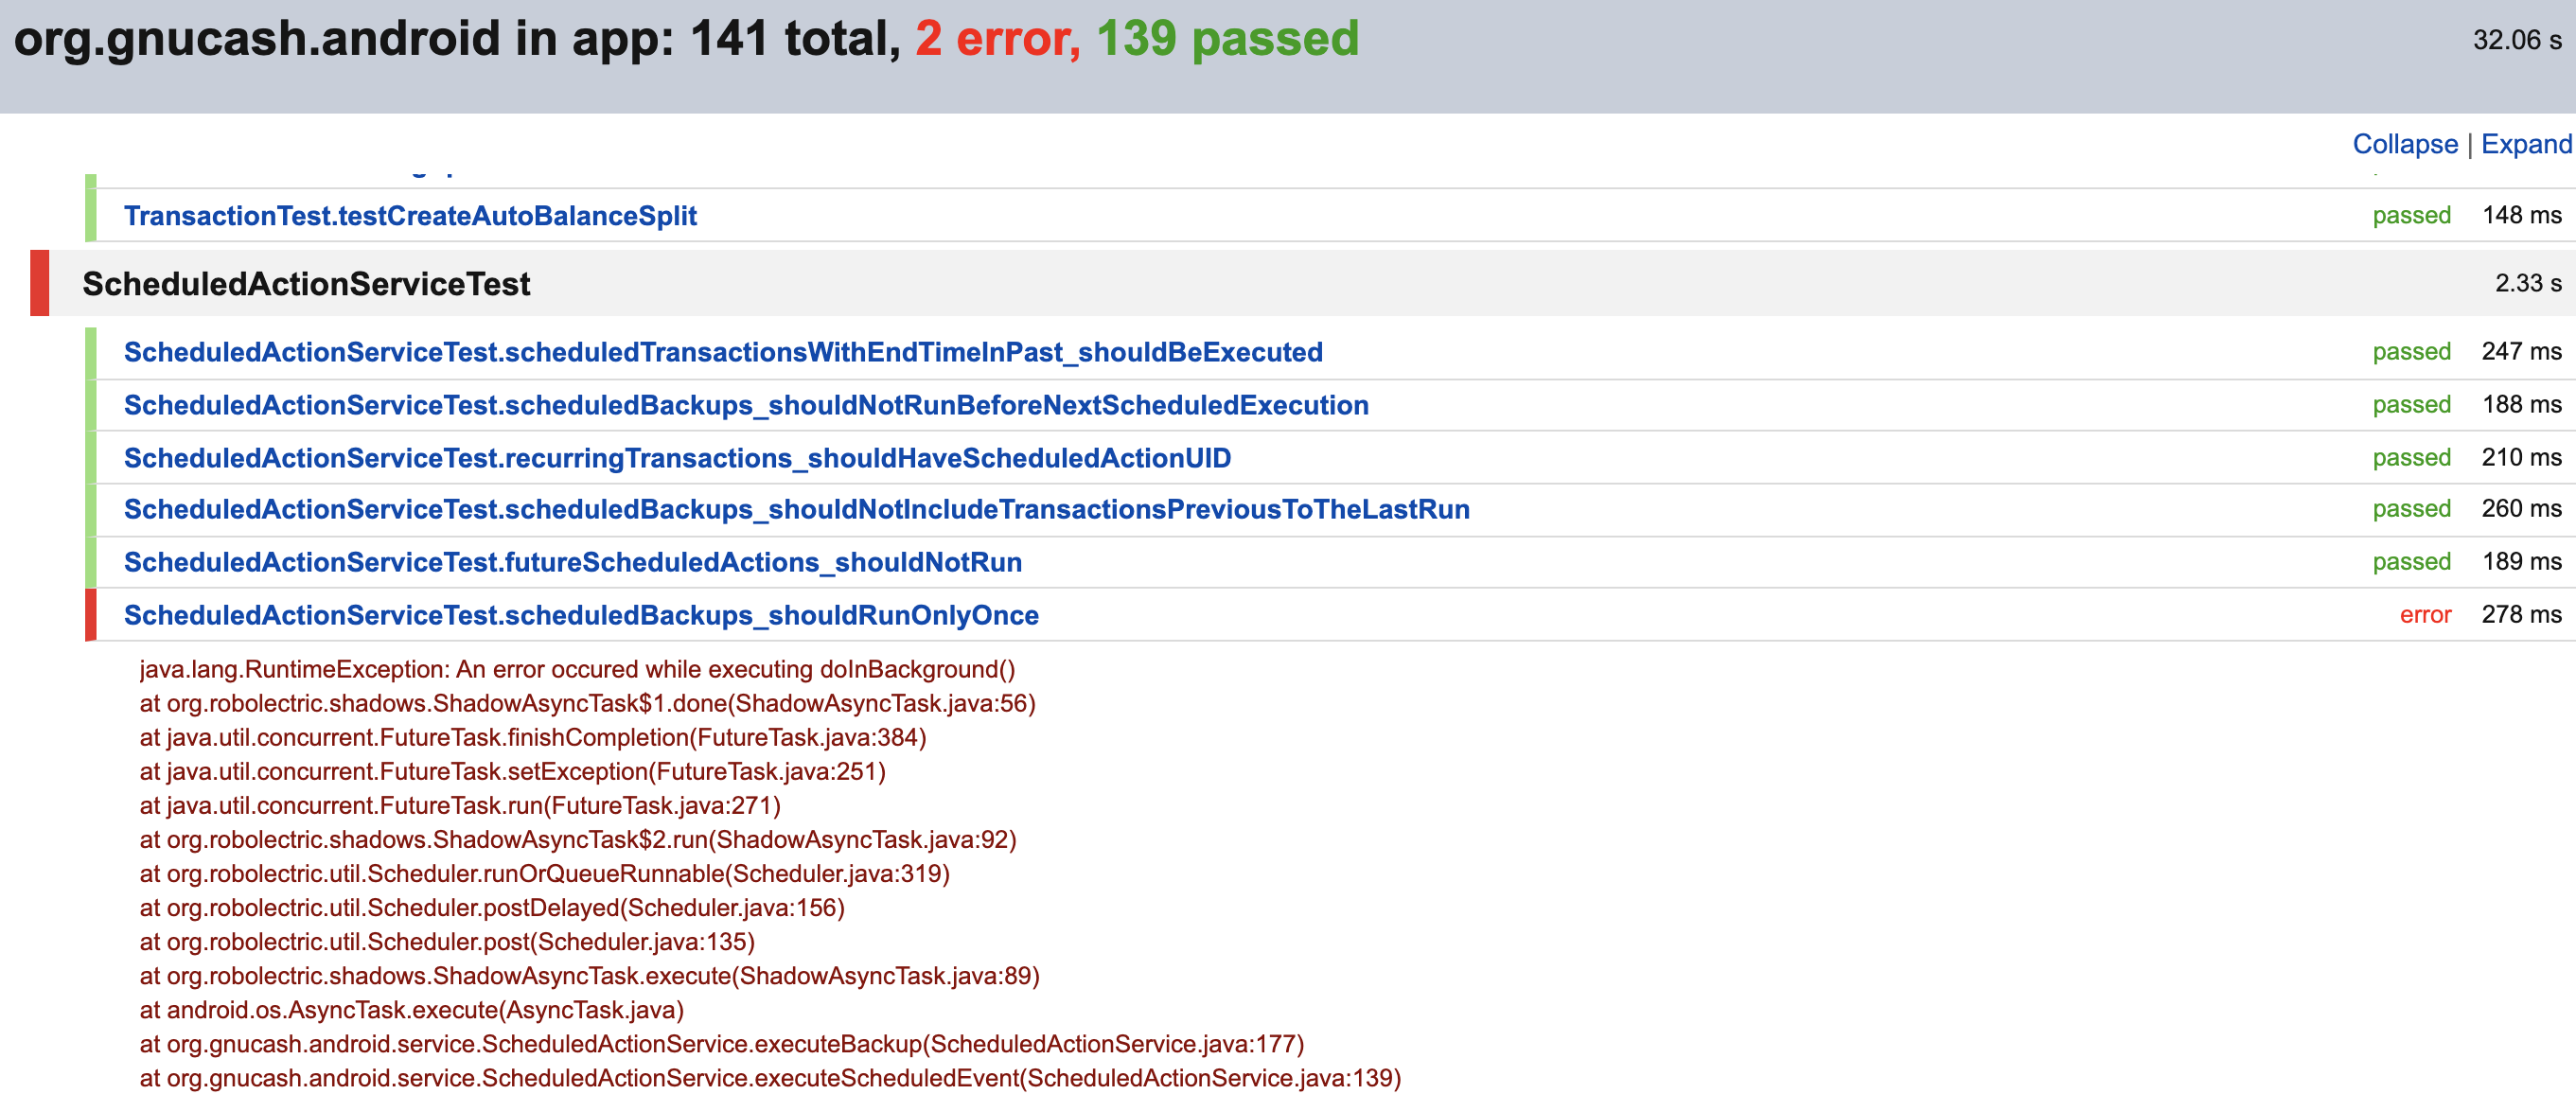 org.gnucash.android in app: 141 total, 2 error, 139 passed 32.06 s
Collapse | Expand
TransactionTest.testCreateAutoBalanceSplit passed 148 ms
ScheduledActionServiceTest 2.33 s
ScheduledActionServiceTest.scheduledTransactionsWithEndTimeInPast_shouldBeExecuted passed 247 ms
ScheduledActionServiceTest.scheduledBackups_shouldNotRunBeforeNextScheduledExecution passed 188 ms
ScheduledActionServiceTest.recurringTransactions_shouldHaveScheduledActionUID passed 210 ms
ScheduledActionServiceTest.scheduledBackups_shouldNotIncludeTransactionsPreviousToTheLastRun passed 260 ms
ScheduledActionServiceTest.futureScheduledActions_shouldNotRun passed 189 ms
ScheduledActionServiceTest.scheduledBackups_shouldRunOnlyOnce error 278 ms
java.lang.RuntimeException: An error occured while executing doInBackground()
at org.robolectric.shadows.ShadowAsyncTask$1.done(ShadowAsyncTask.java:56)
at java.util.concurrent.FutureTask.finishCompletion(FutureTask.java:384)
at java.util.concurrent.FutureTask.setException(FutureTask.java:251)
at java.util.concurrent.FutureTask.run(FutureTask.java:271)
at org.robolectric.shadows.ShadowAsyncTask$2.run(ShadowAsyncTask.java:92)
at org.robolectric.util.Scheduler.runOrQueueRunnable(Scheduler.java:319)
at org.robolectric.util.Scheduler.postDelayed(Scheduler.java:156)
at org.robolectric.util.Scheduler.post(Scheduler.java:135)
at org.robolectric.shadows.ShadowAsyncTask.execute(ShadowAsyncTask.java:89)
at android.os.AsyncTask.execute(AsyncTask.java)
at org.gnucash.android.service.ScheduledActionService.executeBackup(ScheduledActionService.java:177)
at org.gnucash.android.service.ScheduledActionService.executeScheduledEvent(ScheduledActionService.java:139)